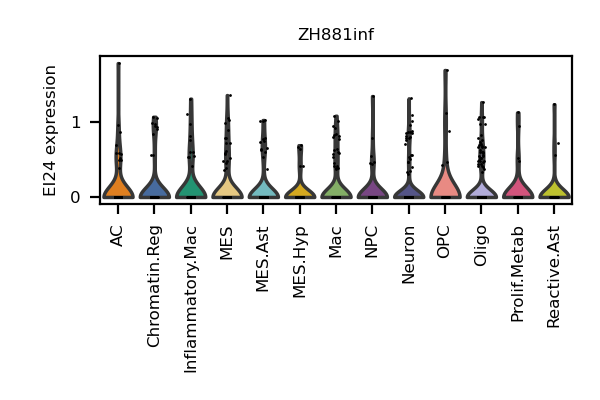 ZH881inf
EI24 expression
1
0
AC
Chromatin.Reg
Inflammatory.Mac
MES
MES.Ast
MES.Hyp
Mac
NPC
Neuron
OPC
Oligo
Prolif.Metab
Reactive.Ast